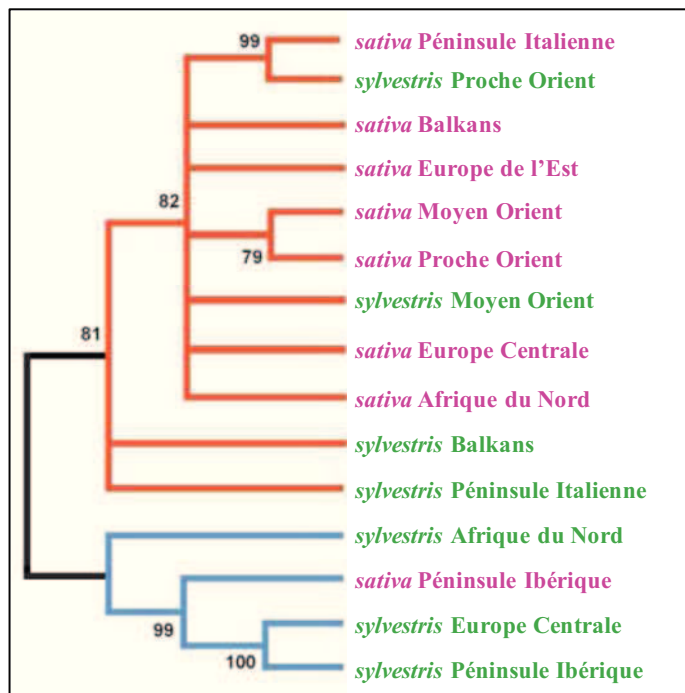 99
sativa Péninsule Italienne
sylvestris Proche Orient
sativa Balkans
sativa Europe de l’Est
82
sativa Moyen Orient
79
sativa Proche Orient
sylvestris Moyen Orient
81
sativa Europe Centrale
sativa Afrique du Nord
sylvestris Balkans
sylvestris Péninsule Italienne
sylvestris Afrique du Nord
sativa Péninsule Ibérique
99
sylvestris Europe Centrale
100
sylvestris Péninsule Ibérique